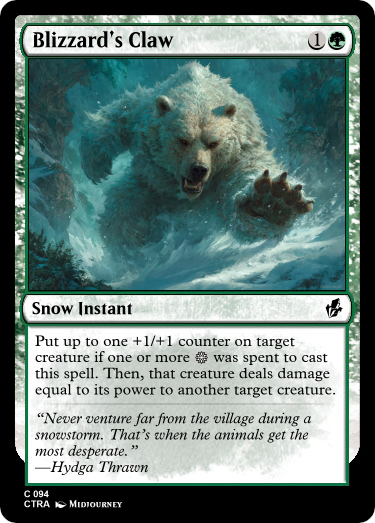 Blizzard's Claw 1
Snow Instant
Put up to one +1/+1 counter on target
creature if one or more was spent to cast
this spell. Then, that creature deals damage
equal to its power to another target creature.
“Never venture far from the village during a
snowstorm. That’s when the animals get the
most desperate.”
—Hydga Thrawn
C 094
CTRA MIDJOURNEY